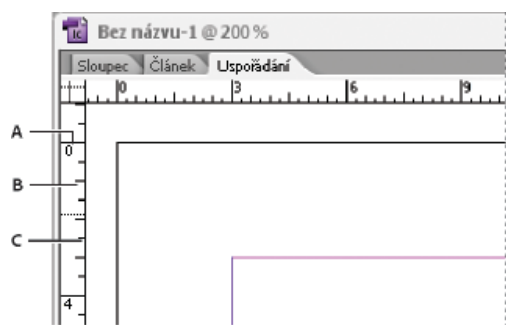 Bez názvu-1 @ 200 %
Sloupec Článek Uspořádání
0 3 6 9
A
0
B
C
4